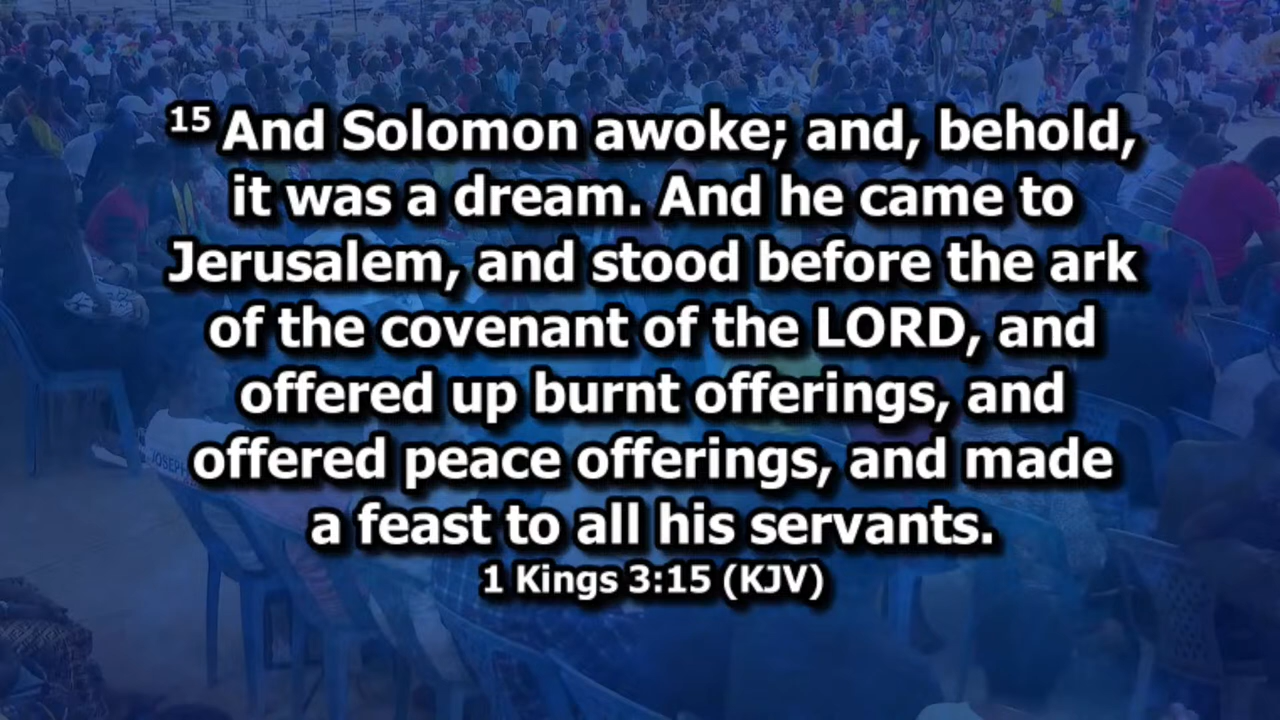 15 And Solomon awoke; and, behold,
it was a dream. And he came to
Jerusalem, and stood before the ark
of the covenant of the LORD, and
offered up burnt offerings, and
offered peace offerings, and made
a feast to all his servants.
1 Kings 3:15 (KJV)
JOSEPH